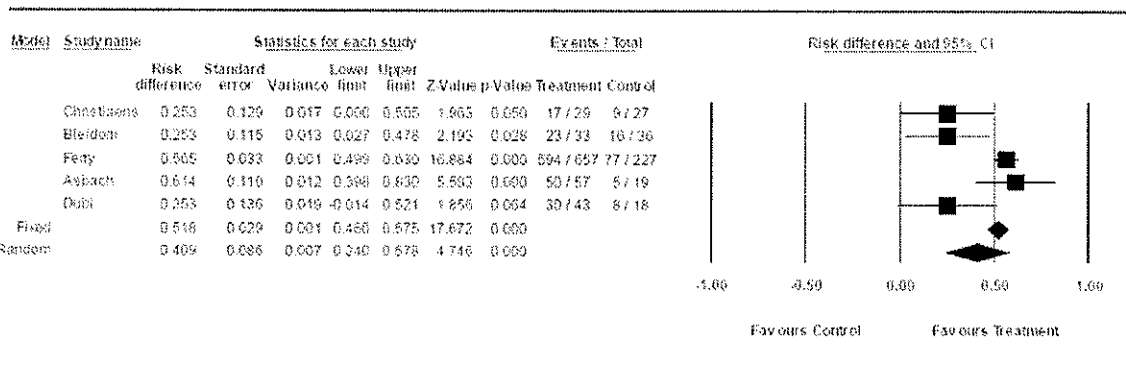 Model Study name Statistics for each study Events / Total Risk difference and 95% CI
Risk difference Standard error Variance Lower limit Upper limit Z-Value p-Value Treatment Control
Christiaens 0.253 0.129 0.017 0.000 0.505 1.963 0.050 17 / 29 9 / 27
0.253 0.115 0.013 0.027 0.478 2.193 0.028 23 / 33 16 / 36
Ferry 0.565 0.033 0.001 0.499 0.630 16.884 0.000 594 / 657 77 / 227
Asbach 0.614 0.110 0.012 0.398 0.830 5.583 0.000 50 / 57 5 / 19
Dubi 0.253 0.136 0.019 -0.014 0.521 1.856 0.064 30 / 43 8 / 18
Fixed 0.518 0.029 0.001 0.460 0.575 17.672 0.000
Random 0.409 0.086 0.007 0.240 0.578 4.746 0.000
-1.00 -0.50 0.00 0.50 1.00
Favours Control Favours Treatment